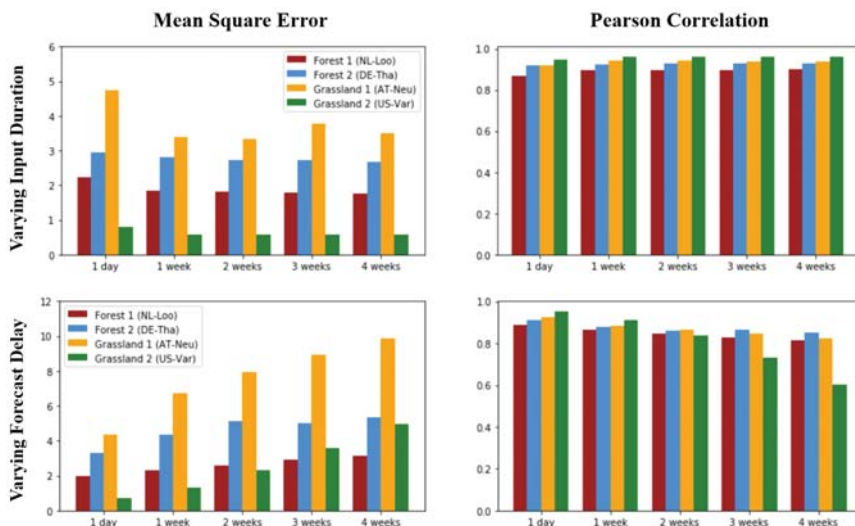 Mean Square Error
Pearson Correlation
Varying Input Duration
6
5
4
3
2
1
0
Forest 1 (NL-Loo)
Forest 2 (DE-Tha)
Grassland 1 (AT-Neu)
Grassland 2 (US-Var)
1 day 1 week 2 weeks 3 weeks 4 weeks
1.0
0.8
0.6
0.4
0.2
0.0
1 day 1 week 2 weeks 3 weeks 4 weeks
Varying Forecast Delay
12
10
8
6
4
2
0
Forest 1 (NL-Loo)
Forest 2 (DE-Tha)
Grassland 1 (AT-Neu)
Grassland 2 (US-Var)
1 day 1 week 2 weeks 3 weeks 4 weeks
1.0
0.8
0.6
0.4
0.2
0.0
1 day 1 week 2 weeks 3 weeks 4 weeks